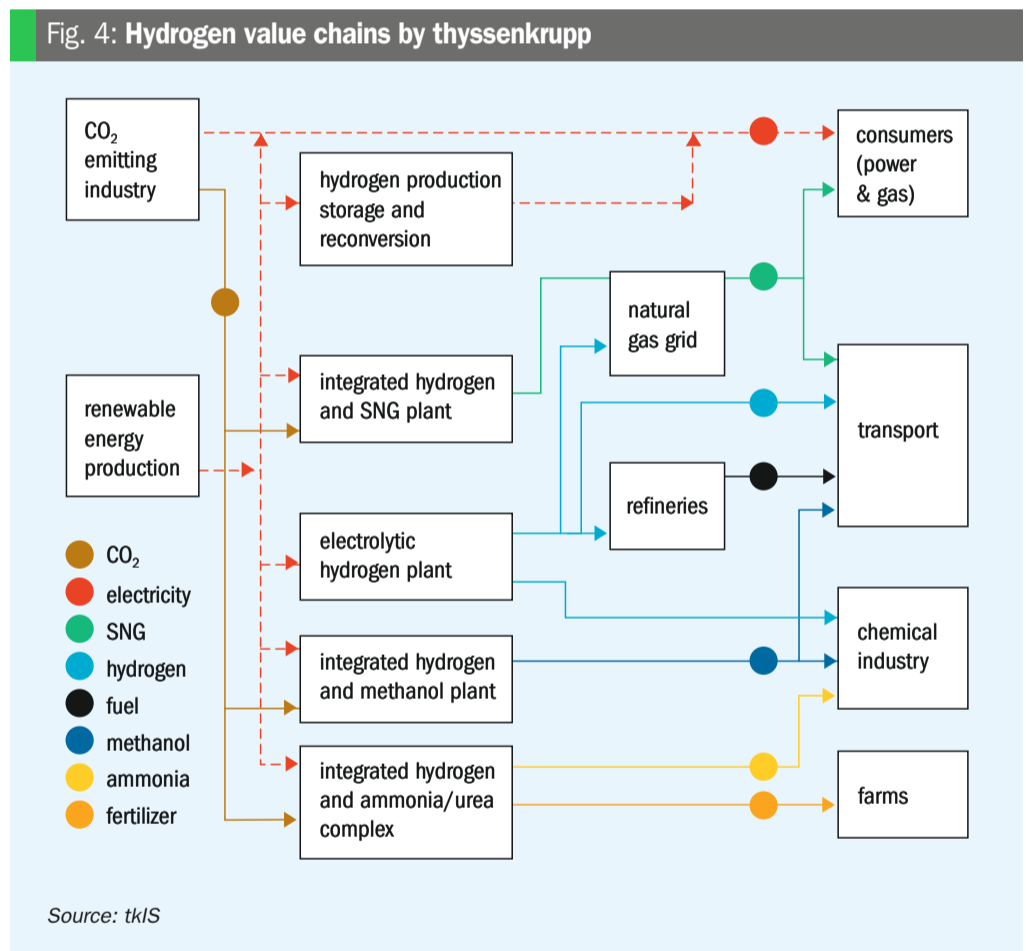 Fig. 4: Hydrogen value chains by thyssenkrupp
CO₂
emitting
industry
renewable
energy
production
hydrogen production
storage and
reconversion
integrated hydrogen
and SNG plant
electrolytic
hydrogen plant
integrated hydrogen
and methanol plant
integrated hydrogen
and ammonia/urea
complex
natural
gas grid
refineries
consumers
(power
& gas)
transport
chemical
industry
farms
CO₂
electricity
SNG
hydrogen
fuel
methanol
ammonia
fertilizer
Source: tkIS